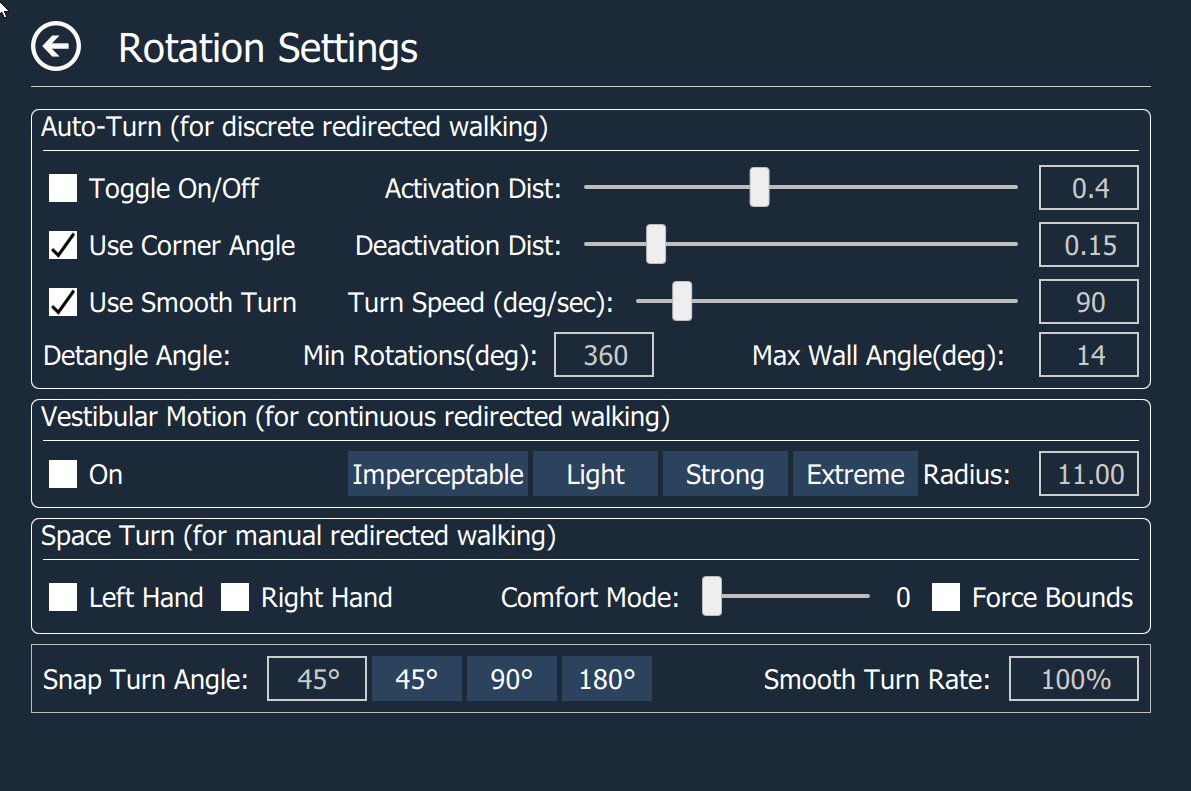 Rotation Settings
Auto-Turn (for discrete redirected walking)
Toggle On/Off Activation Dist: 0.4
Use Corner Angle Deactivation Dist: 0.15
Use Smooth Turn Turn Speed (deg/sec): 90
Detangle Angle: Min Rotations(deg): 360 Max Wall Angle(deg): 14
Vestibular Motion (for continuous redirected walking)
On Imperceptable Light Strong Extreme Radius: 11.00
Space Turn (for manual redirected walking)
Left Hand Right Hand Comfort Mode: 0 Force Bounds
Snap Turn Angle: 45° 45° 90° 180° Smooth Turn Rate: 100%